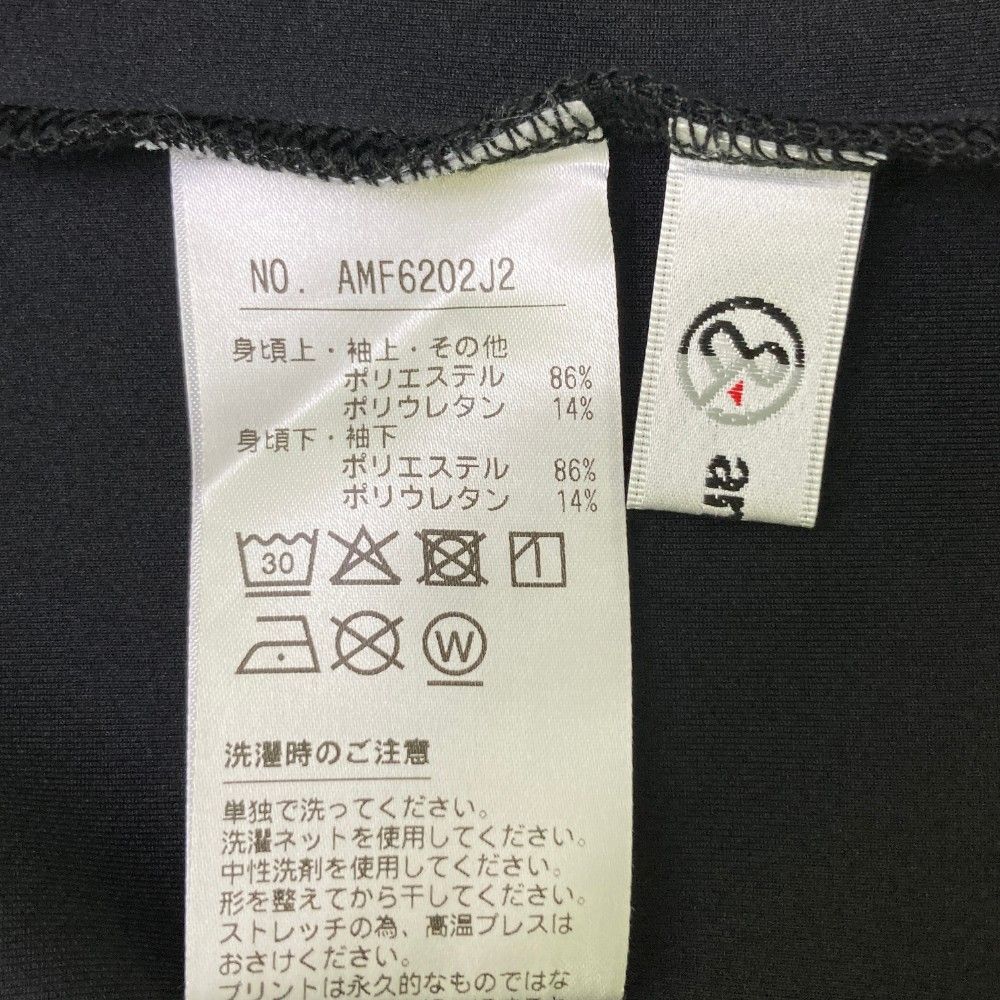 NO. AMF6202J2
身頃上・袖上・その他
ポリエステル 86%
ポリウレタン 14%
身頃下・袖下
ポリエステル 86%
ポリウレタン 14%
30
W
洗濯時のご注意
単独で洗ってください。
洗濯ネットを使用してください。
中性洗剤を使用してください。
形を整えてから干してください。
ストレッチの為、高温プレスは
おさけください。
プリントは永久的なものではな
ar